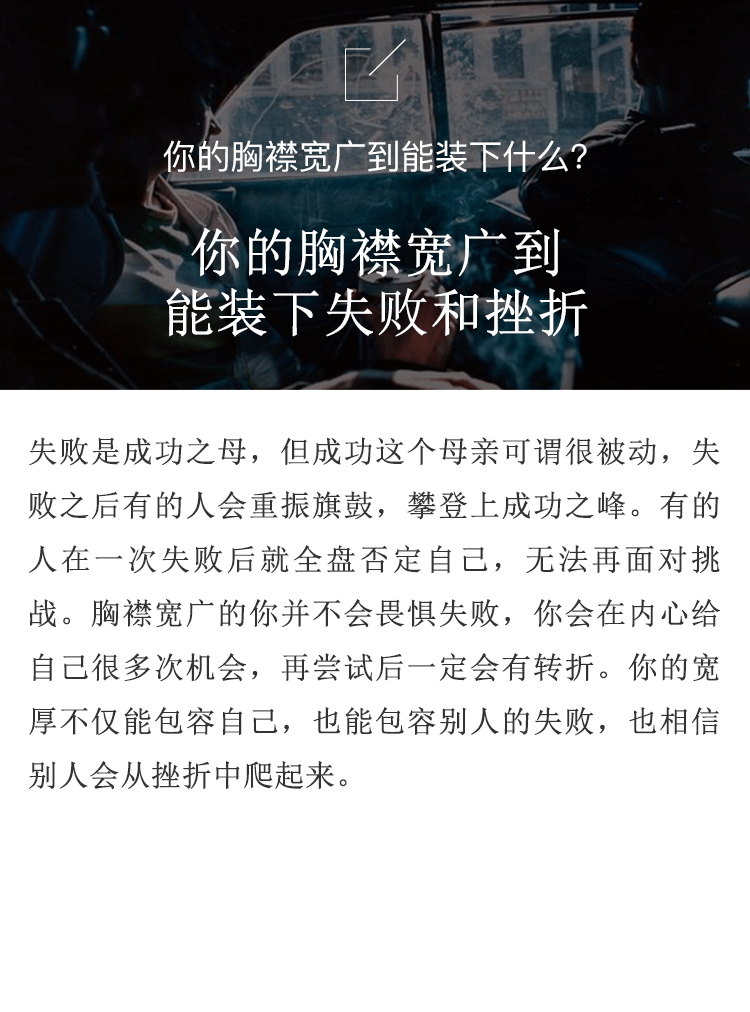 你的胸襟宽广到能装下什么？
你的胸襟宽广到
能装下失败和挫折
失败是成功之母，但成功这个母亲可谓很被动，失
败之后有的人会重振旗鼓，攀登上成功之峰。有的
人在一次失败后就全盘否定自己，无法再面对挑
战。胸襟宽广的你并不会畏惧失败，你会在内心给
自己很多次机会，再尝试后一定会有转折。你的宽
厚不仅能包容自己，也能包容别人的失败，也相信
别人会从挫折中爬起来。